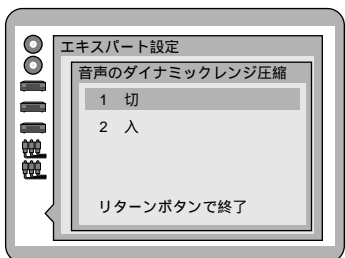 エキスパート設定
音声のダイナミックレンジ圧縮
1 切
2 入
リターンボタンで終了